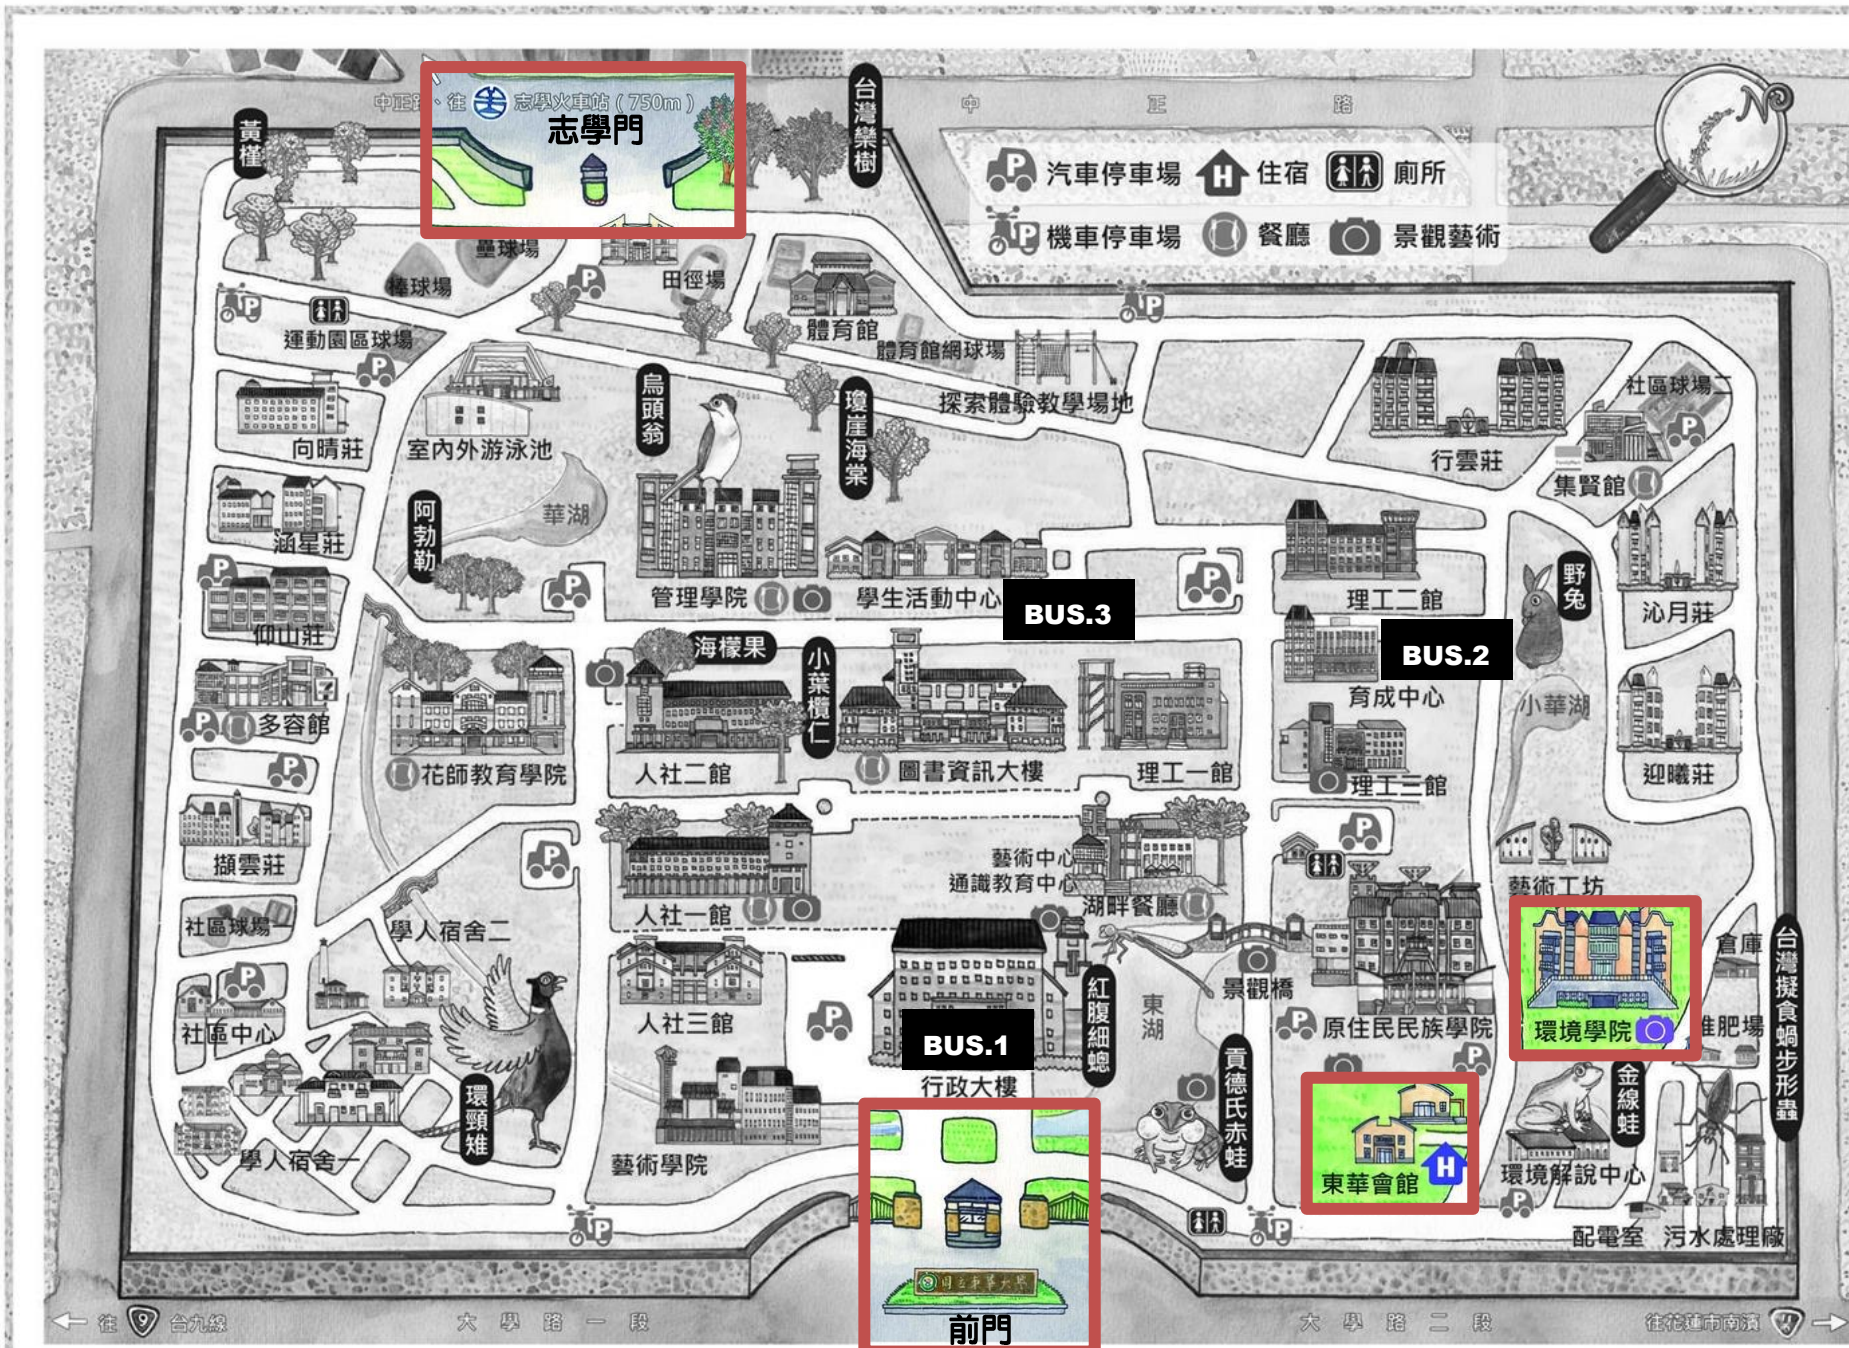 中正路、往 志學火車站（750m）
志學門
台灣欒樹
中正路
N
黃槿
P 汽車停車場 H 住宿 廁所
P 機車停車場 餐廳 景觀藝術
壘球場
棒球場
田徑場
P
P
體育館
P
運動園區球場
體育館網球場
P
烏頭翁
瓊崖海棠
探索體驗教學場地
社區球場二
P
向晴莊
室內外游泳池
行雲莊
FamilyMart
集賢館
阿勃勒
華湖
涵星莊
野兔
P
P
P
管理學院
學生活動中心
BUS.3
理工二館
沁月莊
仰山莊
海檬果
小葉欖仁
BUS.2
育成中心
小華湖
P
多容館
花師教育學院
人社二館
圖書資訊大樓
理工一館
理工三館
迎曦莊
P
擷雲莊
P
P
藝術中心
通識教育中心
湖畔餐廳
藝術工坊
人社一館
社區球場一
學人宿舍二
倉庫
台灣擬食蝸步形蟲
P
社區中心
人社三館
P
BUS.1
行政大樓
紅腹細蟌
東湖
景觀橋
P
原住民民族學院
環境學院
堆肥場
P
環頸雉
貢德氏赤蛙
金線蛙
學人宿舍一
藝術學院
東華會館
H
環境解說中心
P
P
P
配電室
污水處理廠
國立東華大學
前門
往 9 台九線
大學路一段
大學路二段
往花蓮市南濱